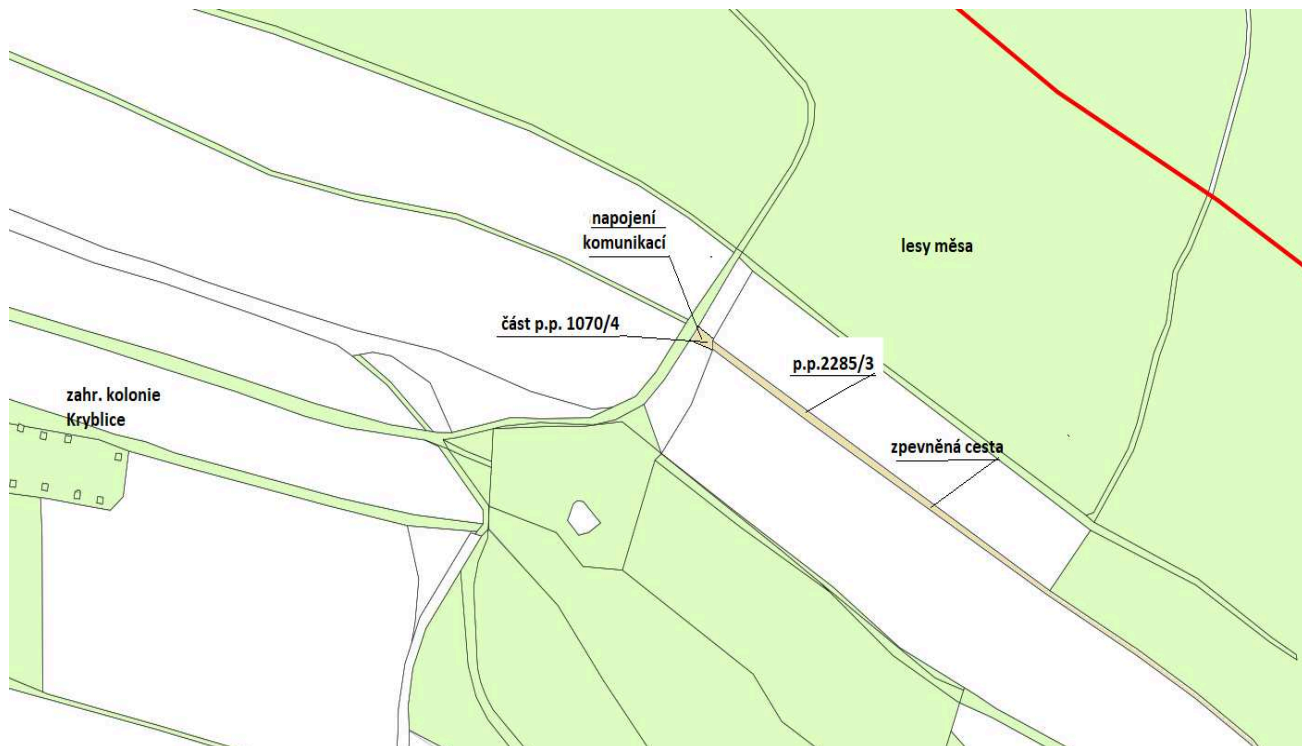 napojení
komunikací
lesy měsa
část p.p. 1070/4
p.p.2285/3
zahr. kolonie
Kryblice
zpevněná cesta